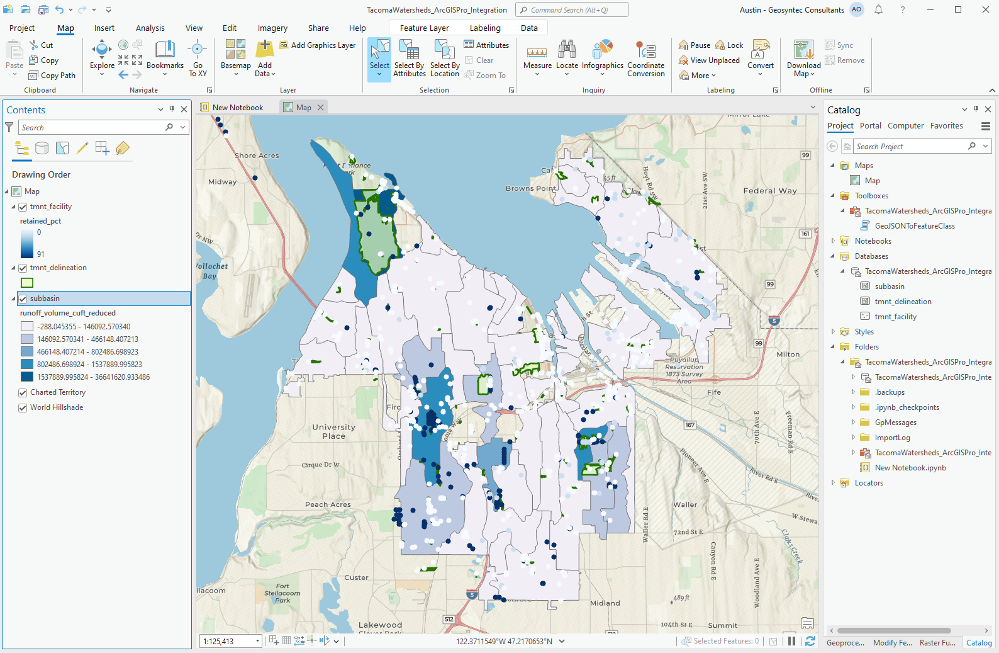 TacomaWatersheds_ArcGISPro_Integration
Command Search (Alt+Q)
Austin - Geosyntec Consultants
AO
?
Project
Map
Insert
Analysis
View
Edit
Imagery
Share
Help
Feature Layer
Labeling
Data
Paste
Cut
Copy
Copy Path
Clipboard
Explore
Bookmarks
Go
To XY
Navigate
Basemap
Add
Data
Add Graphics Layer
Layer
Select
Select By
Attributes
Select By
Location
Attributes
Clear
Zoom To
Selection
Measure
Locate
Infographics
Coordinate
Conversion
Inquiry
Pause
Lock
View Unplaced
More
Convert
Labeling
Download
Map
Sync
Remove
Offline
Contents
Search
Drawing Order
Map
tmnt_facility
retained_pct
0
91
tmnt_delineation
subbasin
runoff_volume_cuft_reduced
-288.045355 - 146092.570340
146092.570341 - 466148.407213
466148.407214 - 802486.698923
802486.698924 - 1537889.995823
1537889.995824 - 36641620.933486
Charted Territory
World Hillshade
New Notebook
Map
Shore Acres
Midway
Browns Point
Hoyt Rd SW
21st Ave SW
Federal Way
99
161
99
5
99
Milton
Puyallup
Reservation
1873 Survey
Area
Fife
167
70th Ave E
Freeman Rd E
Pioneer Ave E
River Rd E
University
Place
Cirque Dr W
Peach Acres
Waller
Waller Rd E
72nd St E
W Stewa
Clarks Creek
Canyon Rd E
Woodland Ave E
Custer
Fort
Steilacoom
Park
ilacoom
5
512
Lakewood
Midland
489 ft
104th St E
Summit
1:125,413
122.3711549°W 47.2170653°N
Selected Features: 0
Catalog
Project
Portal
Computer
Favorites
Search Project
Maps
Map
Toolboxes
TacomaWatersheds_ArcGISPro_Integra
GeoJSONToFeatureClass
Notebooks
Databases
TacomaWatersheds_ArcGISPro_Integra
subbasin
tmnt_delineation
tmnt_facility
Styles
Folders
TacomaWatersheds_ArcGISPro_Integra
TacomaWatersheds_ArcGISPro_Inte
.backups
.ipynb_checkpoints
GpMessages
ImportLog
TacomaWatersheds_ArcGISPro_Inte
New Notebook.ipynb
Locators
Geoproce...
Modify Fe...
Raster Fu...
Catalog